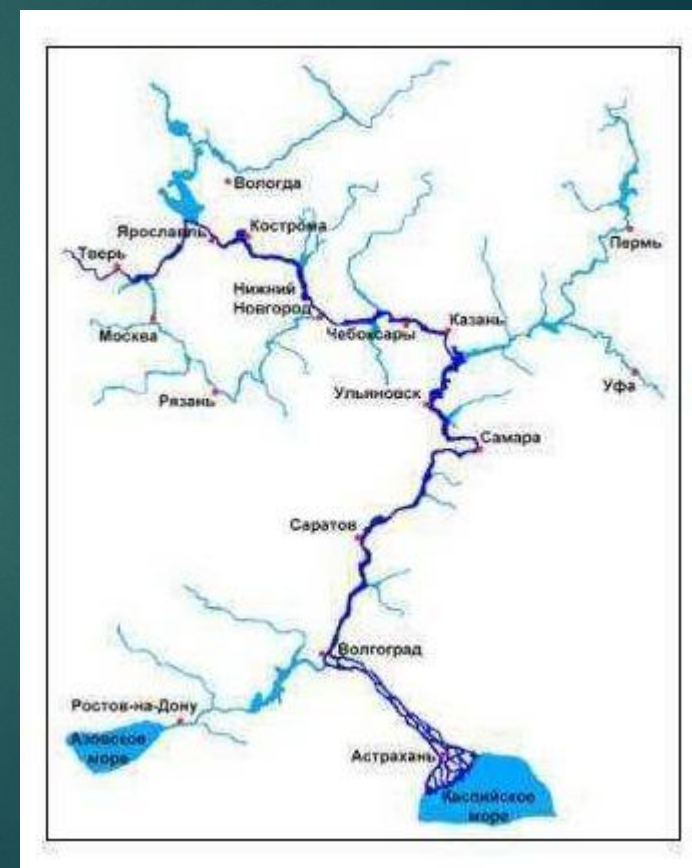 Вологда
Ярославль
Кострома
Тверь
Пермь
Нижний
Новгород
Москва
Чебоксары
Казань
Рязань
Ульяновск
Уфа
Самара
Саратов
Волгоград
Ростов-на-Дону
Азовское
море
Астрахань
Каспийское
море